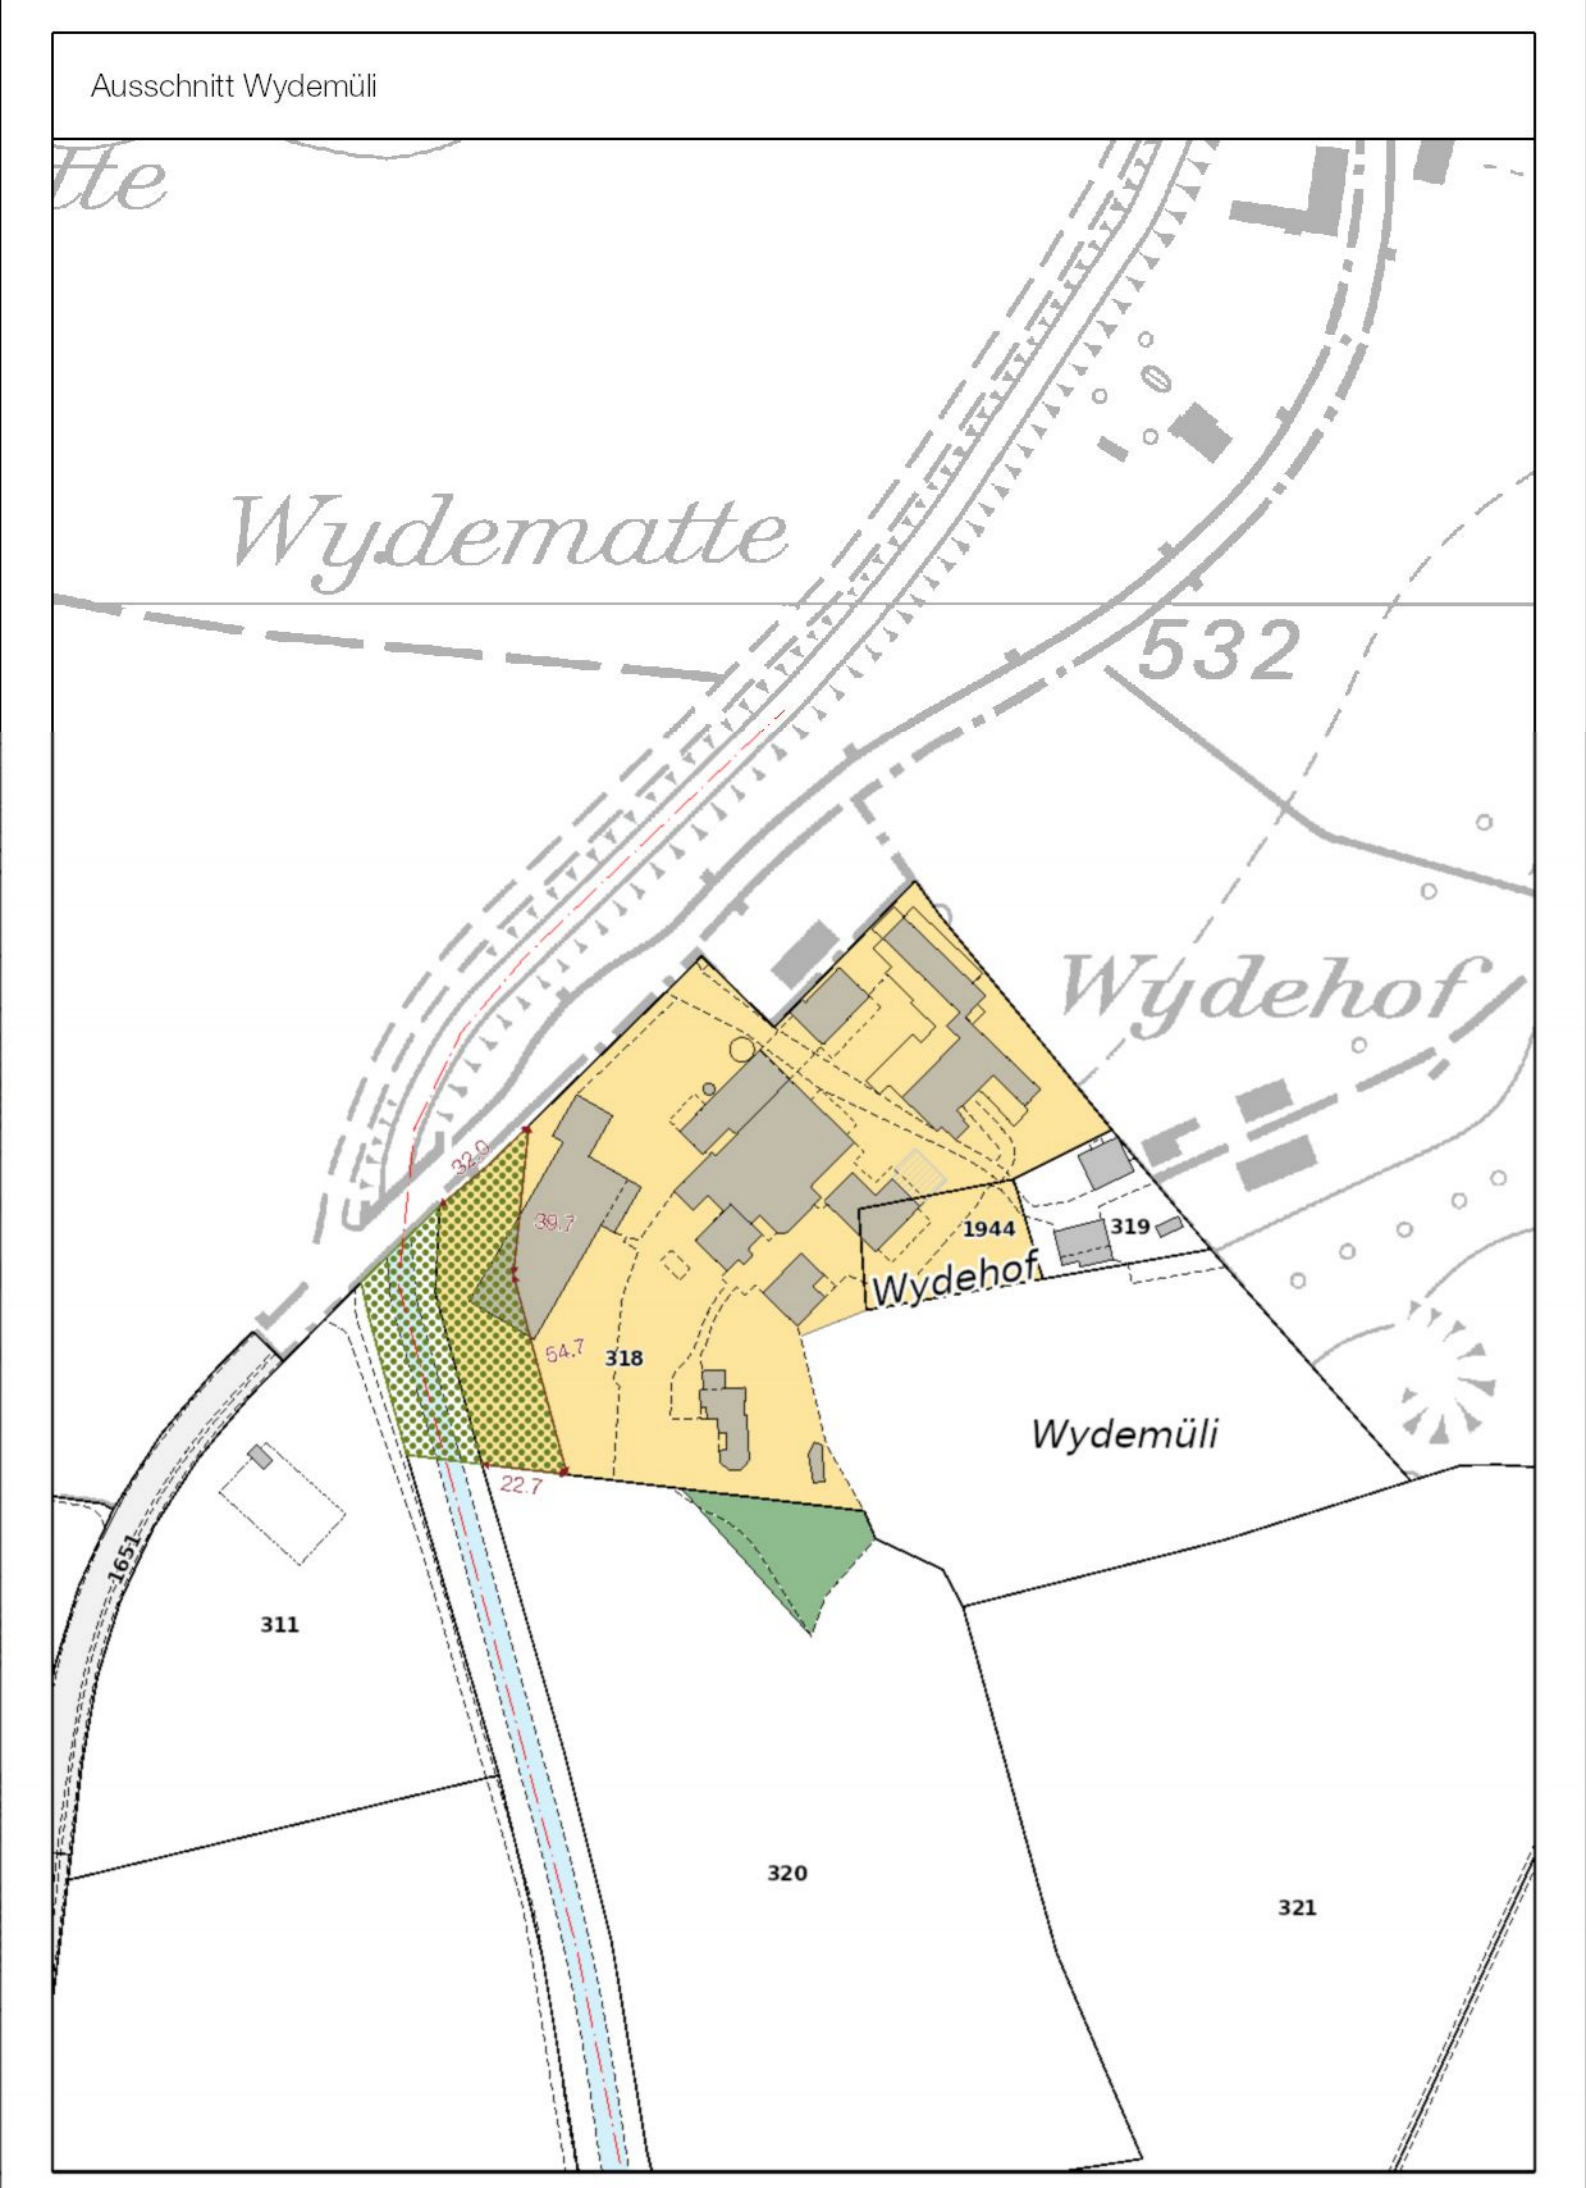 Ausschnitt Wydemüli
tte
Wydematte
532
Wydehof
32.0
39.7
1944
319
Wydehof
54.7
318
Wydemüli
22.7
1651
311
320
321